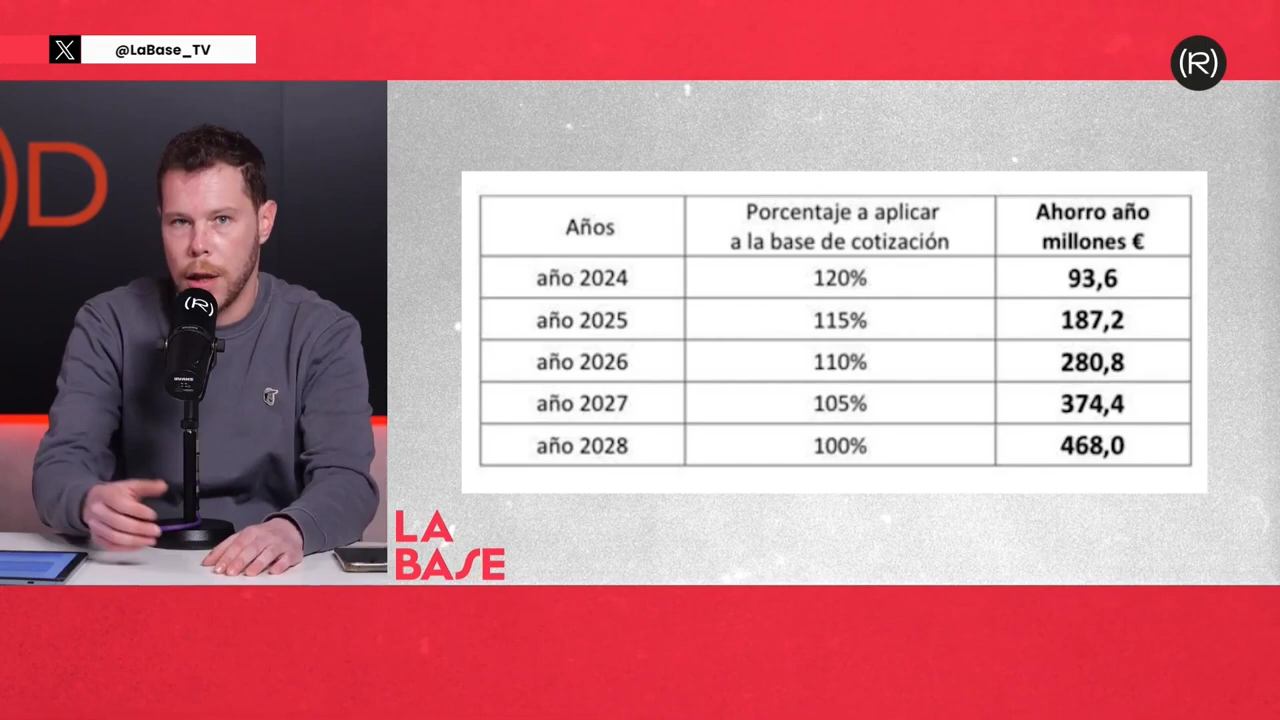 @LaBase_TV
(R)
)D
Años
Porcentaje a aplicar
a la base de cotización
Ahorro año
millones €
año 2024
120%
93,6
año 2025
115%
187,2
año 2026
110%
280,8
año 2027
105%
374,4
año 2028
100%
468,0
(R)
LA
BASE